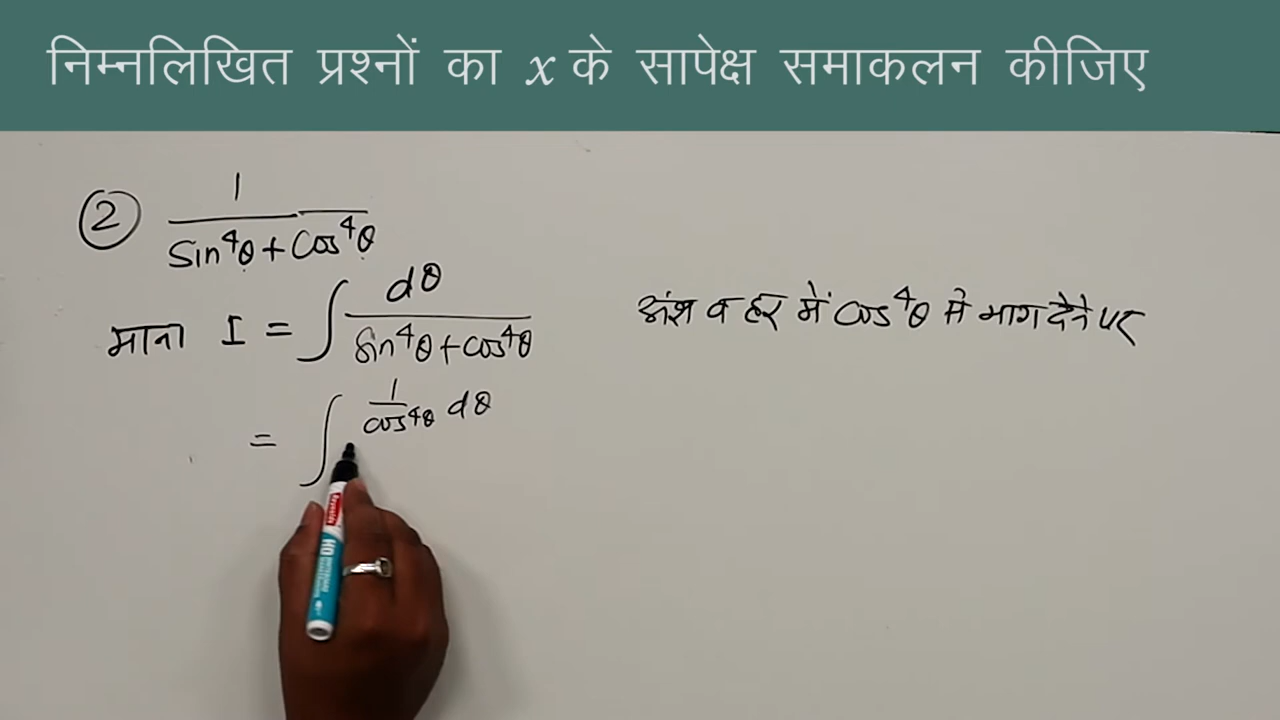 निम्नलिखित प्रश्नों का x के सापेक्ष समाकलन कीजिए
② 1/(Sin⁴θ + Cos⁴θ)
माना I = ∫ dθ/(Sin⁴θ + cos⁴θ)
अंश व हर में cos⁴θ से भाग देने पर
= ∫ 1/cos⁴θ dθ